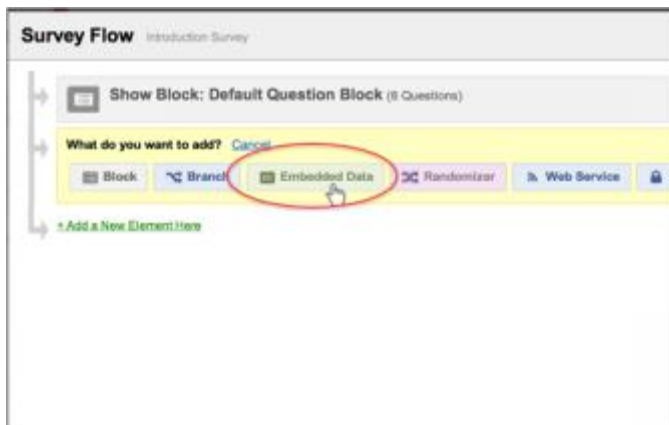 Survey Flow Introduction Survey
Show Block: Default Question Block (8 Questions)
What do you want to add? Cancel
Block Branch Embedded Data Randomizer Web Service
+ Add a New Element Here